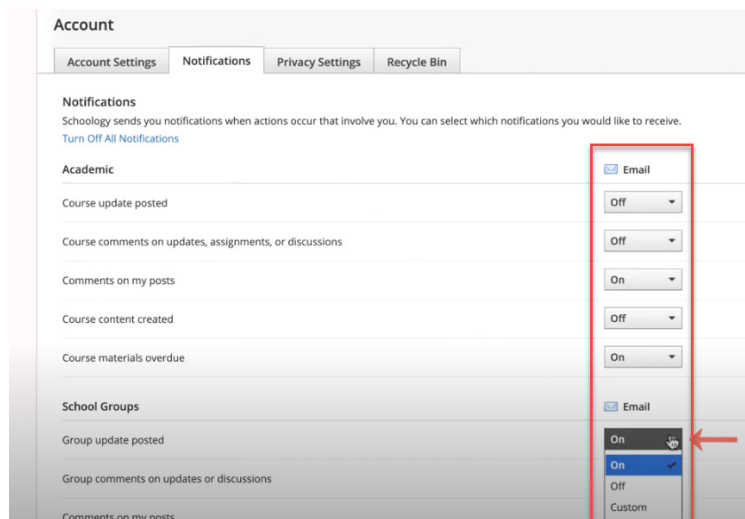 Account
Account Settings Notifications Privacy Settings Recycle Bin
Notifications
Schoology sends you notifications when actions occur that involve you. You can select which notifications you would like to receive.
Turn Off All Notifications
Academic Email
Course update posted Off
Course comments on updates, assignments, or discussions Off
Comments on my posts On
Course content created Off
Course materials overdue On
School Groups Email
Group update posted On
On
Group comments on updates or discussions Off
Custom
Comments on my posts